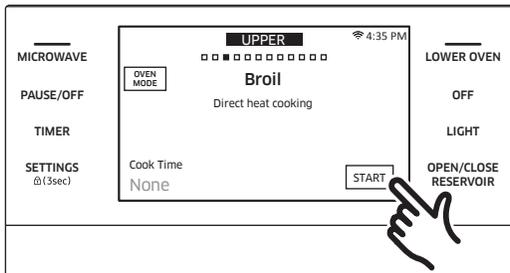 MICROWAVE
PAUSE/OFF
TIMER
SETTINGS
(3sec)
UPPER
4:35 PM
OVEN
MODE
Broil
Direct heat cooking
Cook Time
None
START
LOWER OVEN
OFF
LIGHT
OPEN/CLOSE
RESERVOIR